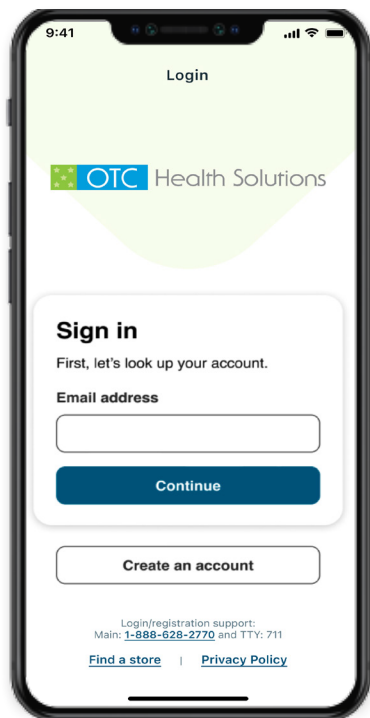 9:41
Login
OTC Health Solutions
Sign in
First, let's look up your account.
Email address
Continue
Create an account
Login/registration support:
Main: 1-888-628-2770 and TTY: 711
Find a store | Privacy Policy